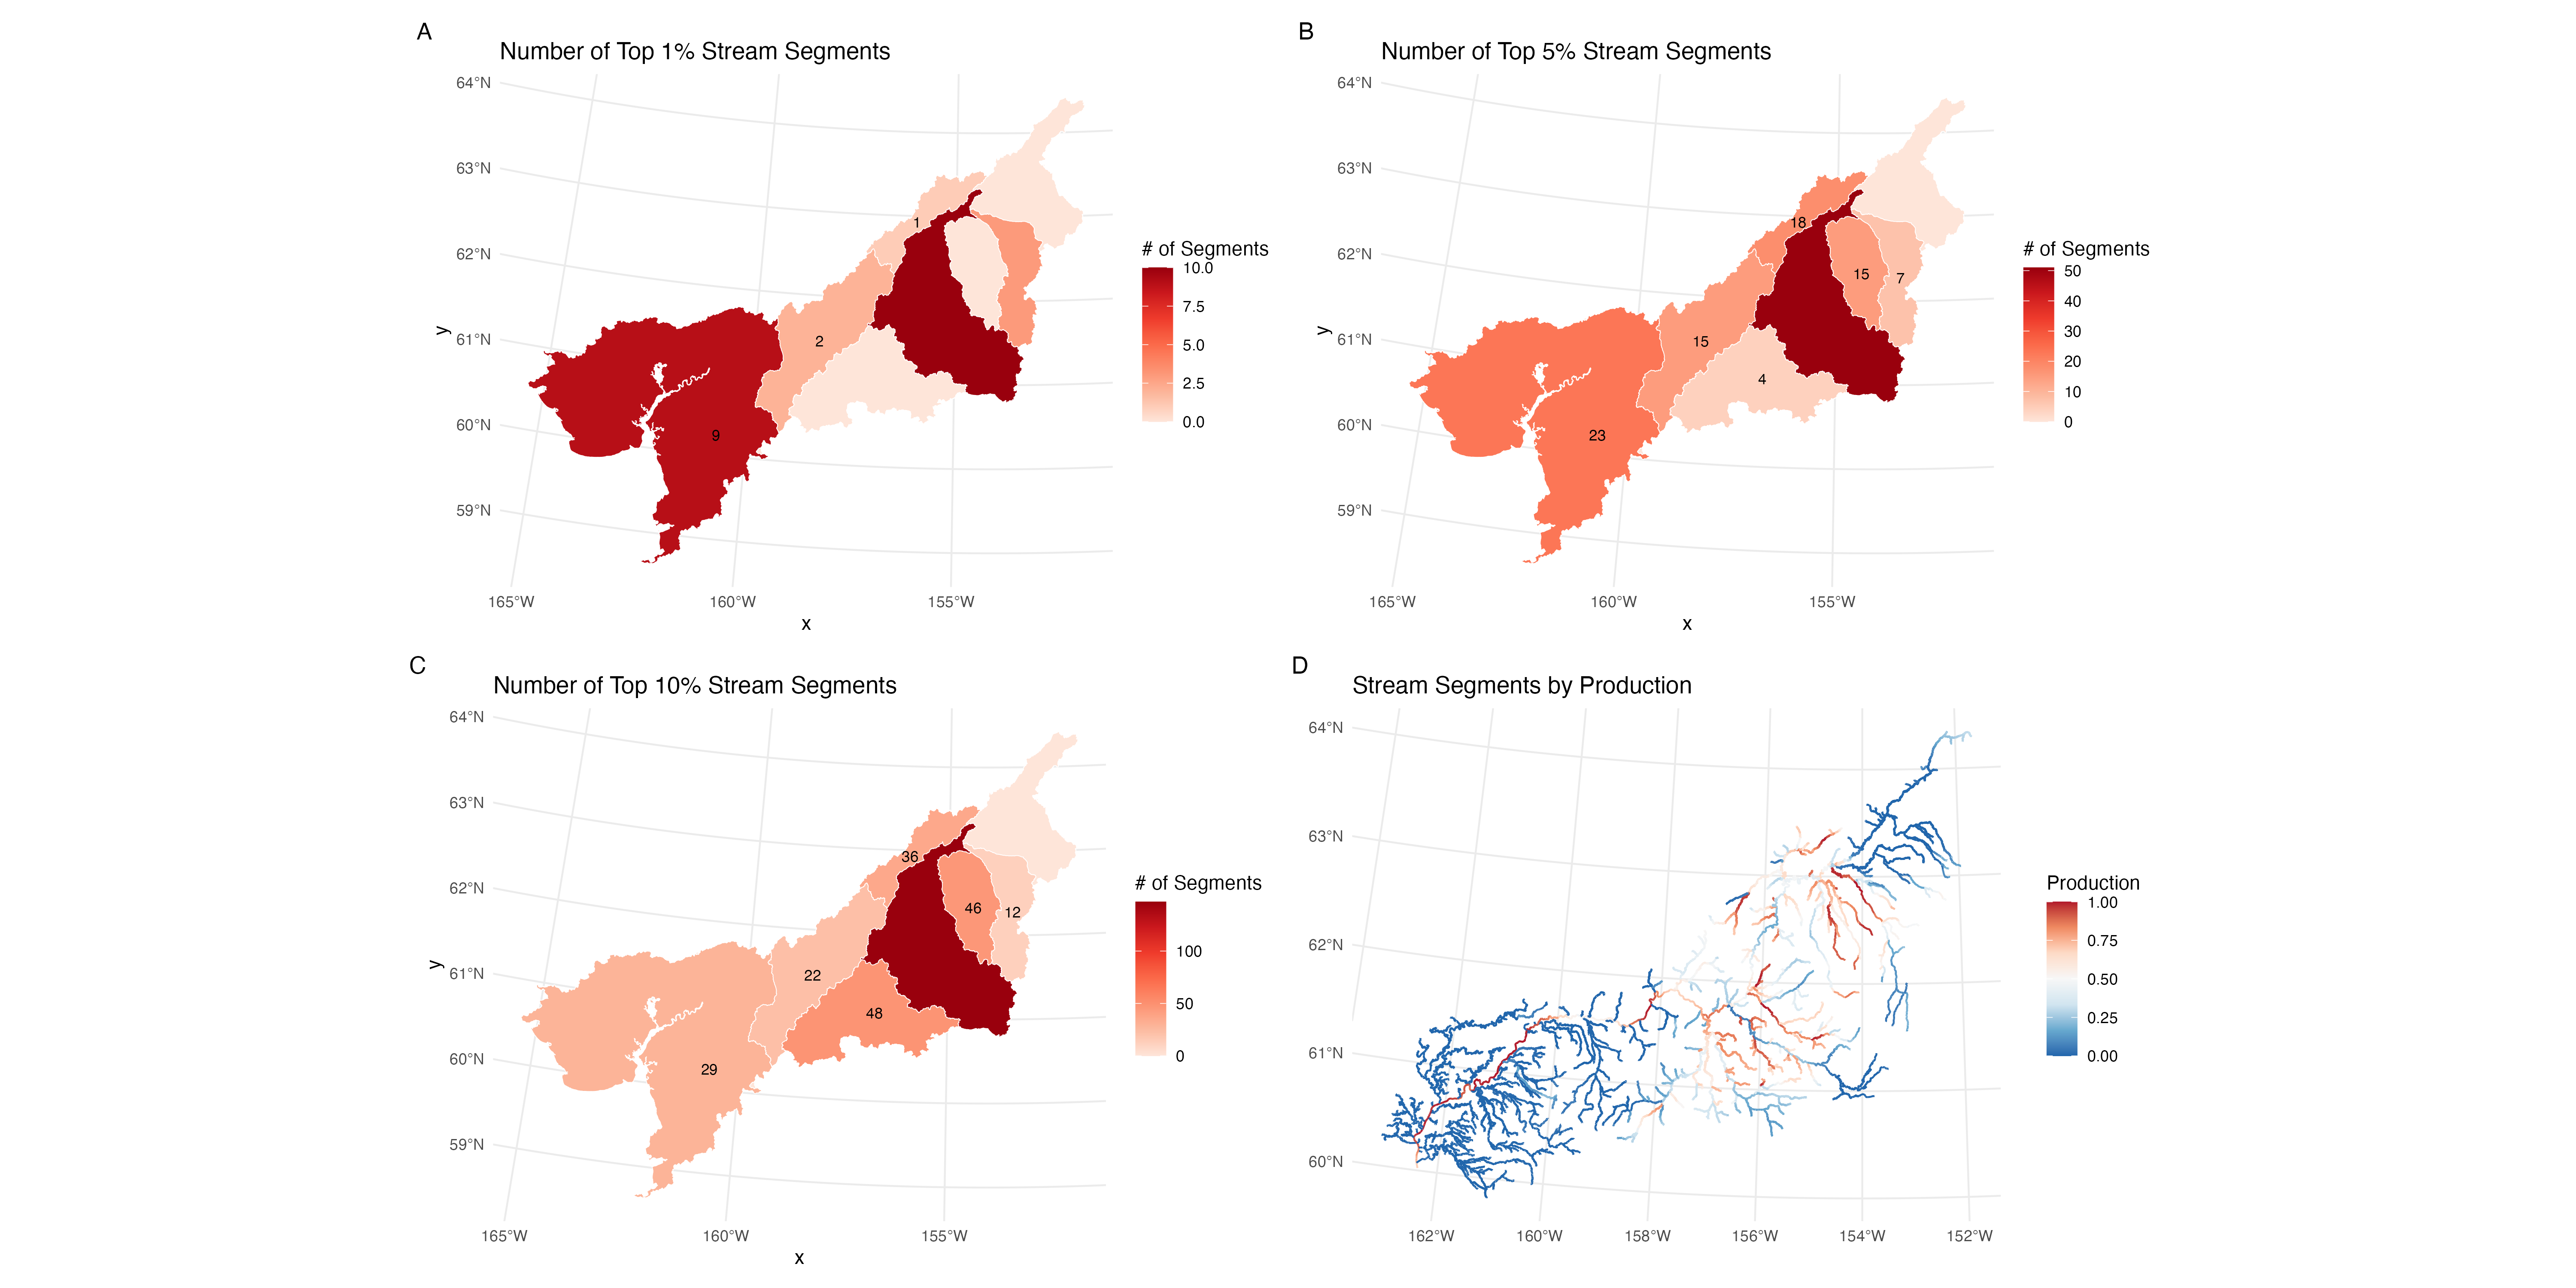 A
Number of Top 1% Stream Segments
64°N
63°N
62°N
61°N
60°N
59°N
y
1
2
9
165°W 160°W 155°W
x
# of Segments
10.0
7.5
5.0
2.5
0.0
B
Number of Top 5% Stream Segments
64°N
63°N
62°N
61°N
60°N
59°N
y
18
15
7
15
4
23
165°W 160°W 155°W
x
# of Segments
50
40
30
20
10
0
C
Number of Top 10% Stream Segments
64°N
63°N
62°N
61°N
60°N
59°N
y
36
46
12
22
48
29
165°W 160°W 155°W
x
# of Segments
100
50
0
D
Stream Segments by Production
64°N
63°N
62°N
61°N
60°N
162°W 160°W 158°W 156°W 154°W 152°W
Production
1.00
0.75
0.50
0.25
0.00